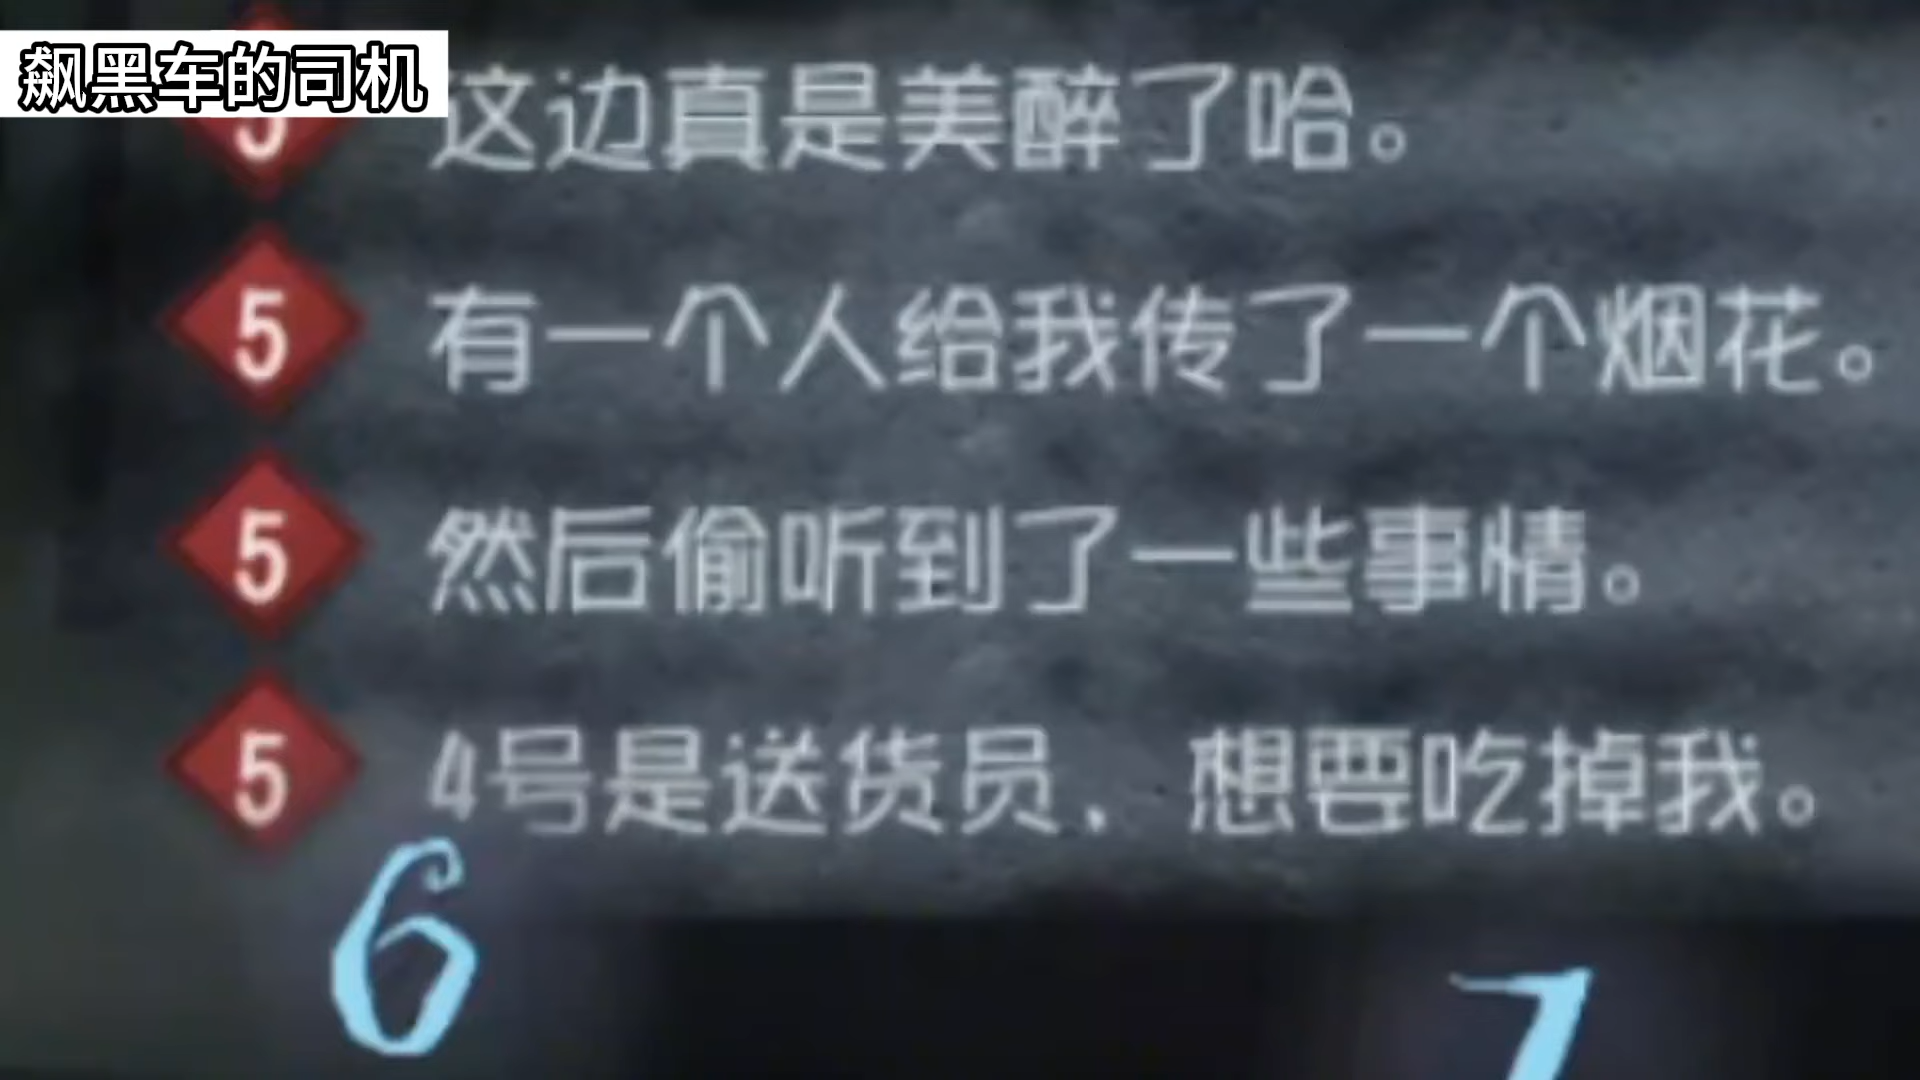 飙黑车的司机
5 这边真是美醉了哈。
5 有一个人给我传了一个烟花。
5 然后偷听到了一些事情。
5 4号是送货员，想要吃掉我。
6
7